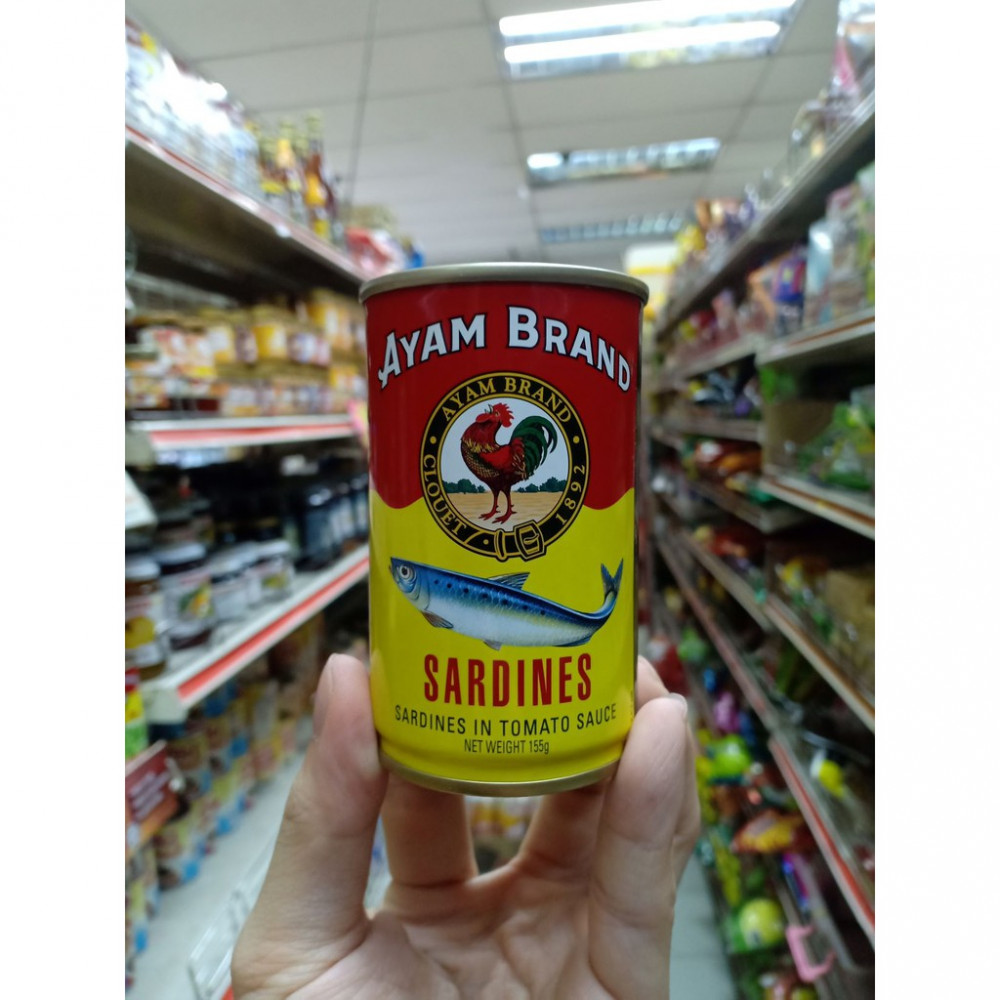 AYAM BRAND
AYAM BRAND
CLOUET
1892
SARDINES
SARDINES IN TOMATO SAUCE
NET WEIGHT 155g